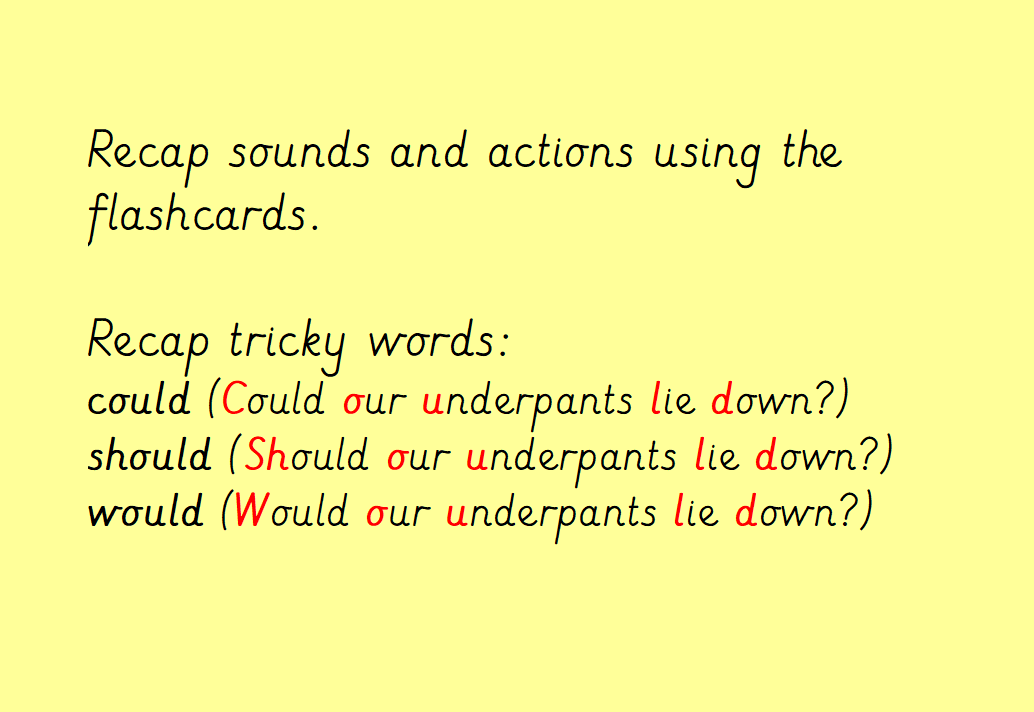 Recap sounds and actions using the
flashcards.
Recap tricky words:
could (Could our underpants lie down?)
should (Should our underpants lie down?)
would (Would our underpants lie down?)